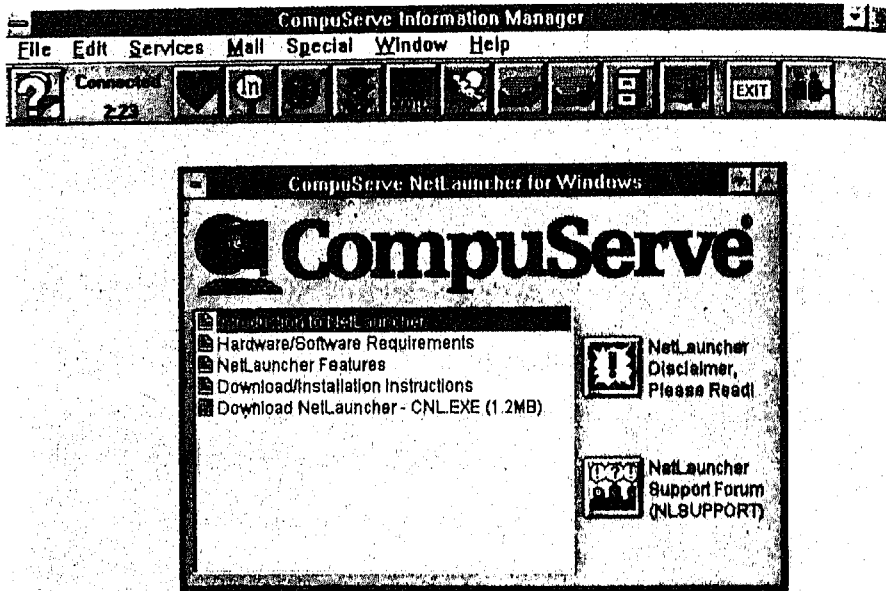 CompuServe Information Manager
File Edit Services Mail Special Window Help
Connected
2:23
In
EXIT
CompuServe NetLauncher for Windows
CompuServe®
Introduction to NetLauncher
Hardware/Software Requirements
NetLauncher Features
Download/Installation Instructions
Download NetLauncher - CNL.EXE (1.2MB)
NetLauncher
Disclaimer,
Please Read!
NetLauncher
Support Forum
(NLSUPPORT)